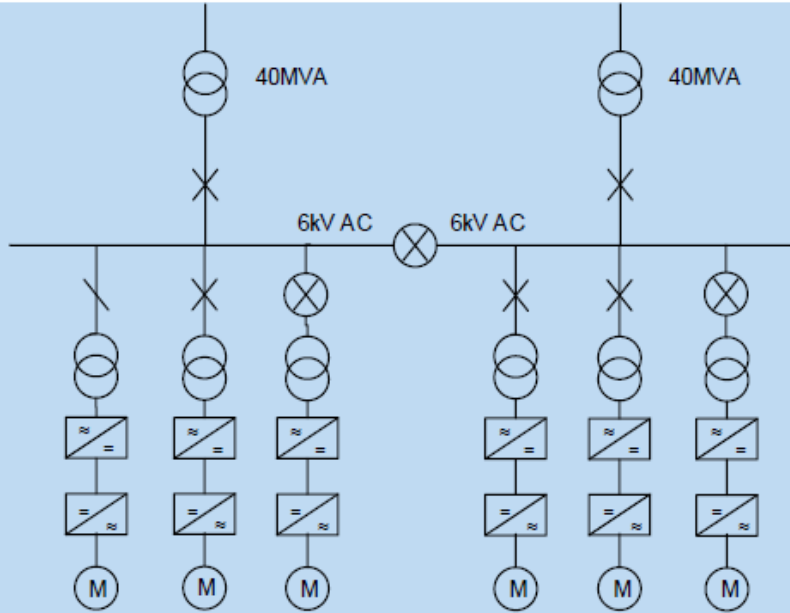 40MVA 40MVA
6kV AC 6kV AC
≈ ≈ ≈ ≈ ≈ ≈
= = = = = =
= = = = = =
≈ ≈ ≈ ≈ ≈ ≈
M M M M M M